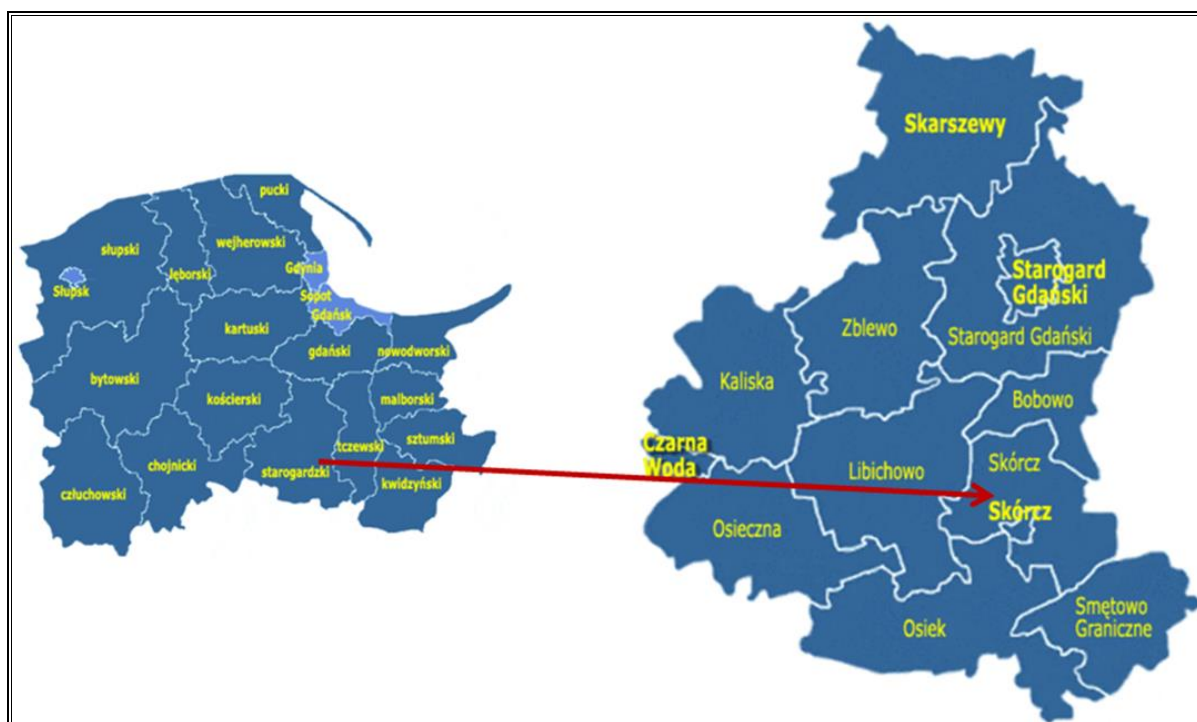 pucki
wejherowski
słupski
lęborski
Gdynia
Słupsk
Sopot
Gdańsk
kartuski
gdański
nowodworski
bytowski
kościerski
malborski
tczewski
sztumski
chojnicki
starogardzki
kwidzyński
człuchowski
Skarszewy
Starogard
Gdański
Zblewo
Starogard Gdański
Kaliska
Bobowo
Czarna
Woda
Libichowo
Skórcz
Skórcz
Osieczna
Osiek
Smętowo
Graniczne